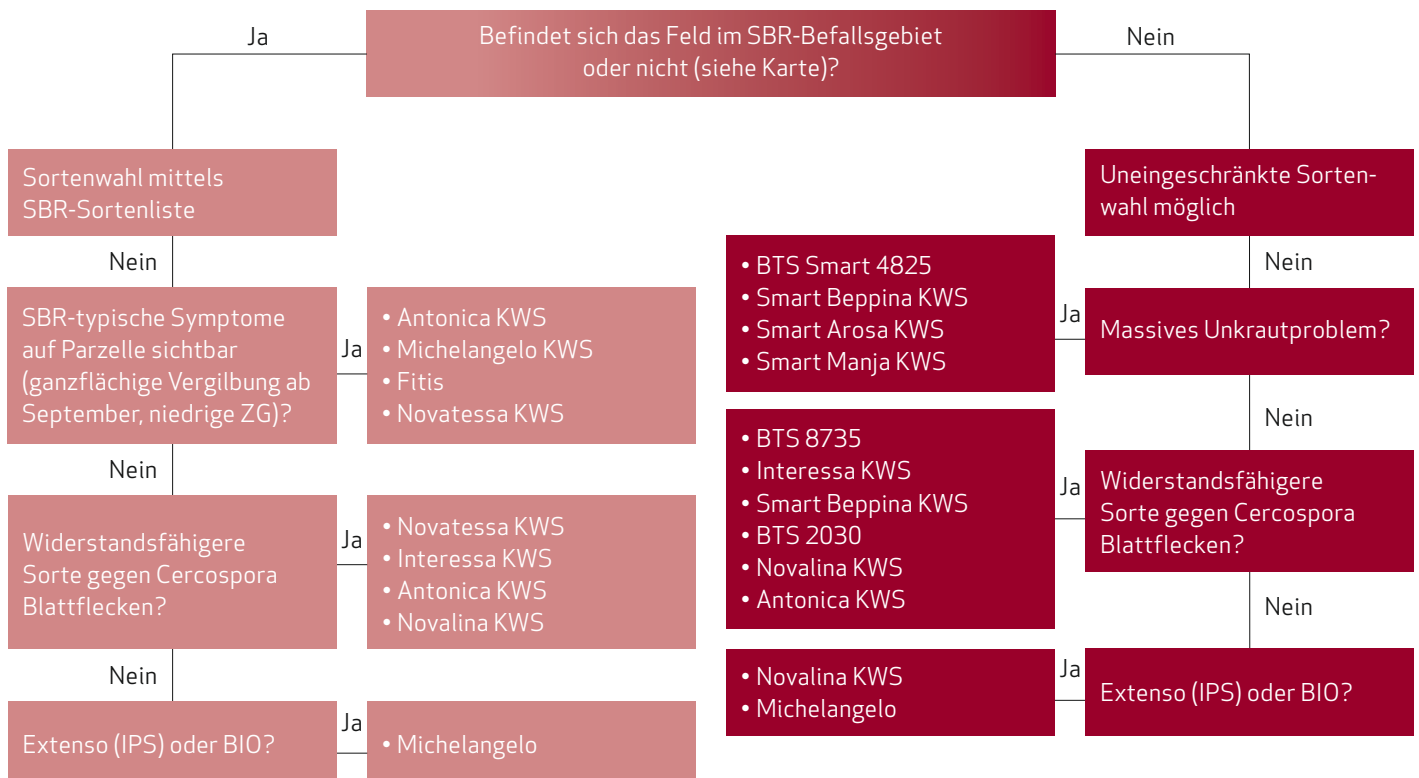 Befindet sich das Feld im SBR-Befallsgebiet
oder nicht (siehe Karte)?
Ja
Nein
Sortenwahl mittels
SBR-Sortenliste
Nein
SBR-typische Symptome
auf Parzelle sichtbar
(ganzflächige Vergilbung ab
September, niedrige ZG)?
Ja
• Antonica KWS
• Michelangelo KWS
• Fitis
• Novatessa KWS
Nein
Widerstandsfähigere
Sorte gegen Cercospora
Blattflecken?
Ja
• Novatessa KWS
• Interessa KWS
• Antonica KWS
• Novalina KWS
Nein
Extenso (IPS) oder BIO?
Ja
• Michelangelo
Uneingeschränkte Sorten-
wahl möglich
Nein
Massives Unkrautproblem?
Ja
• BTS Smart 4825
• Smart Beppina KWS
• Smart Arosa KWS
• Smart Manja KWS
Nein
Widerstandsfähigere
Sorte gegen Cercospora
Blattflecken?
Ja
• BTS 8735
• Interessa KWS
• Smart Beppina KWS
• BTS 2030
• Novalina KWS
• Antonica KWS
Nein
Extenso (IPS) oder BIO?
Ja
• Novalina KWS
• Michelangelo